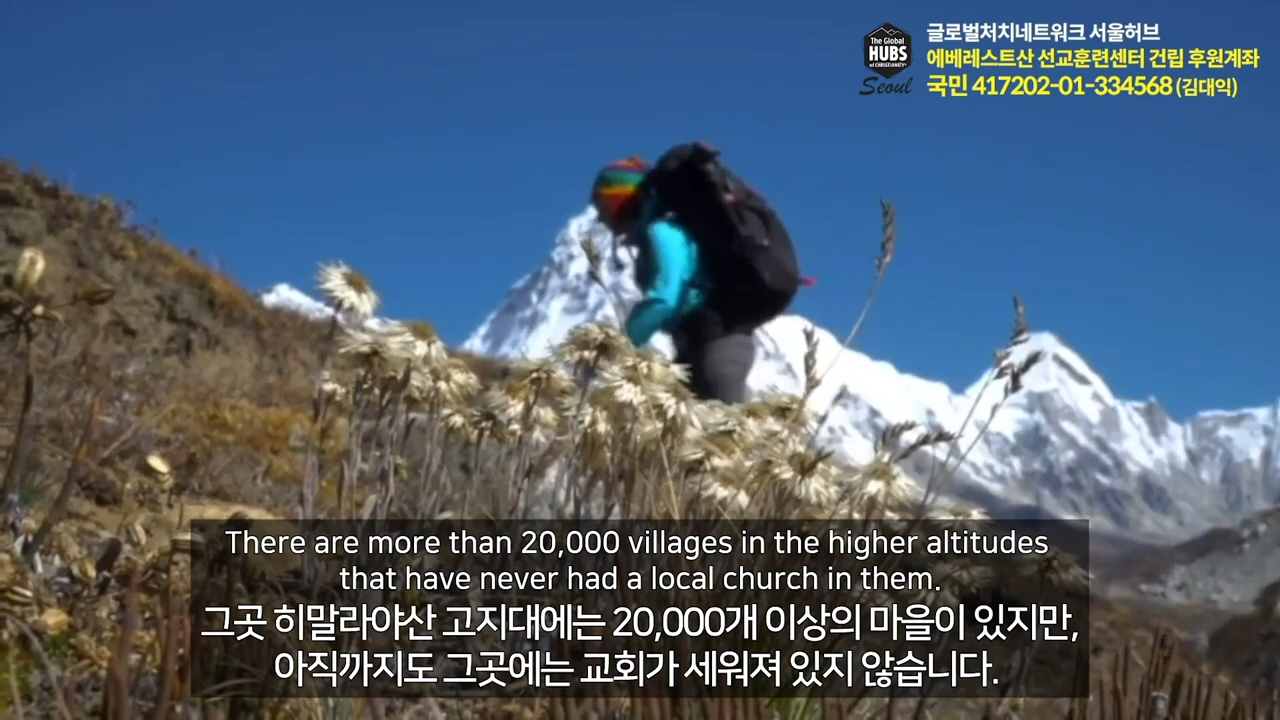 The Global
HUBS
of CHRISTIANITY
Seoul
글로벌처치네트워크 서울허브
에베레스트산 선교훈련센터 건립 후원계좌
국민 417202-01-334568 (김대익)
There are more than 20,000 villages in the higher altitudes
that have never had a local church in them.
그곳 히말라야산 고지대에는 20,000개 이상의 마을이 있지만,
아직까지도 그곳에는 교회가 세워져 있지 않습니다.